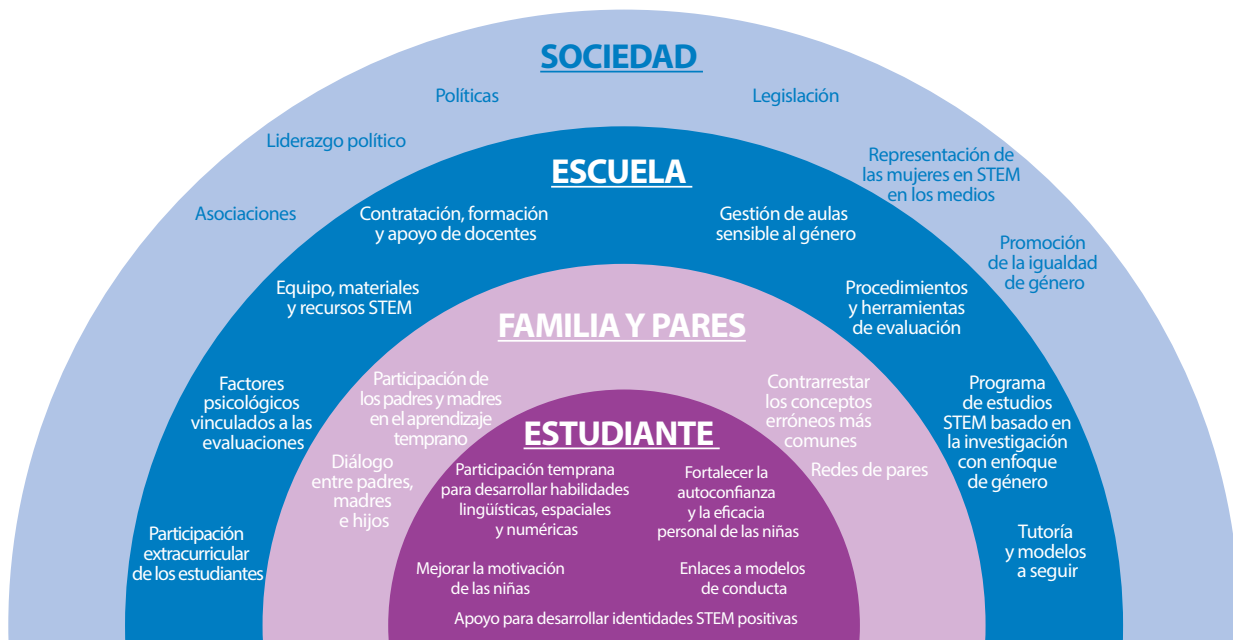 SOCIEDAD
Políticas
Legislación
Liderazgo político
Asociaciones
Representación de
las mujeres en STEM
en los medios
Promoción
de la igualdad
de género
ESCUELA
Contratación, formación
y apoyo de docentes
Gestión de aulas
sensible al género
Equipo, materiales
y recursos STEM
Procedimientos
y herramientas
de evaluación
Factores
psicológicos
vinculados a las
evaluaciones
Programa
de estudios
STEM basado en
la investigación
con enfoque
de género
Participación
extracurricular
de los estudiantes
Tutoría
y modelos
a seguir
FAMILIA Y PARES
Participación de
los padres y madres
en el aprendizaje
temprano
Contrarrestar
los conceptos
erróneos más
comunes
Diálogo
entre padres,
madres
e hijos
Redes de pares
ESTUDIANTE
Participación temprana
para desarrollar habilidades
lingüísticas, espaciales
y numéricas
Fortalecer la
autoconfianza
y la eficacia
personal de las niñas
Mejorar la motivación
de las niñas
Enlaces a modelos
de conducta
Apoyo para desarrollar identidades STEM positivas